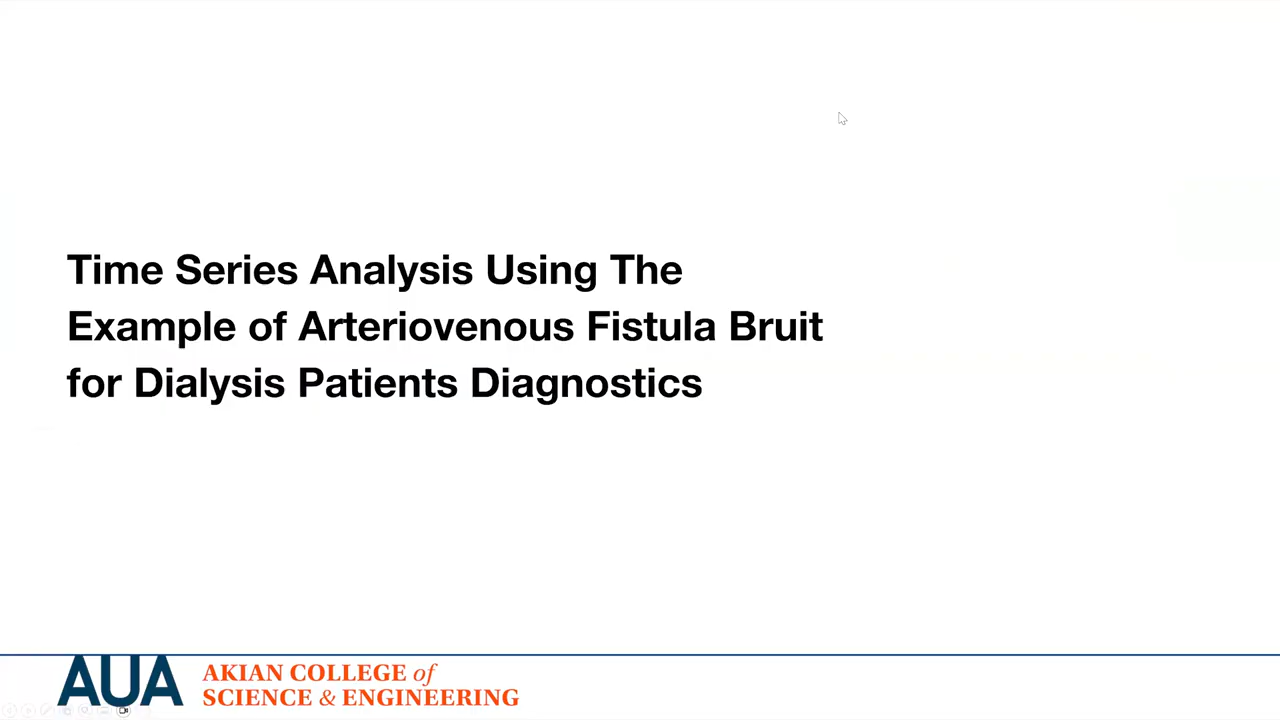 Time Series Analysis Using The
Example of Arteriovenous Fistula Bruit
for Dialysis Patients Diagnostics
AUA
AKIAN COLLEGE of
SCIENCE & ENGINEERING